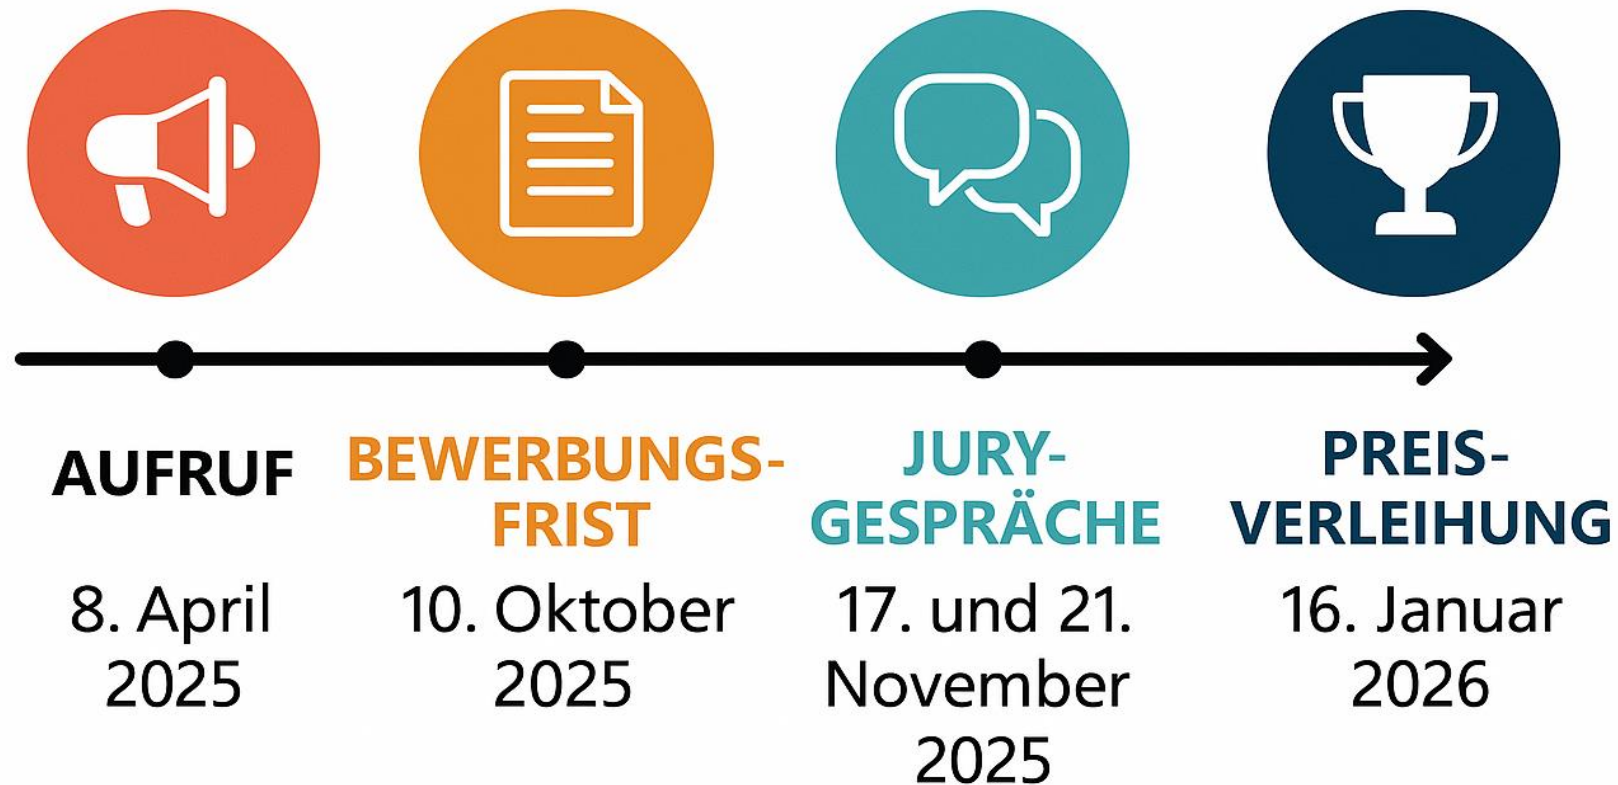 AUFRUF
8. April
2025
BEWERBUNGS-
FRIST
10. Oktober
2025
JURY-
GESPRÄCHE
17. und 21.
November
2025
PREIS-
VERLEIHUNG
16. Januar
2026